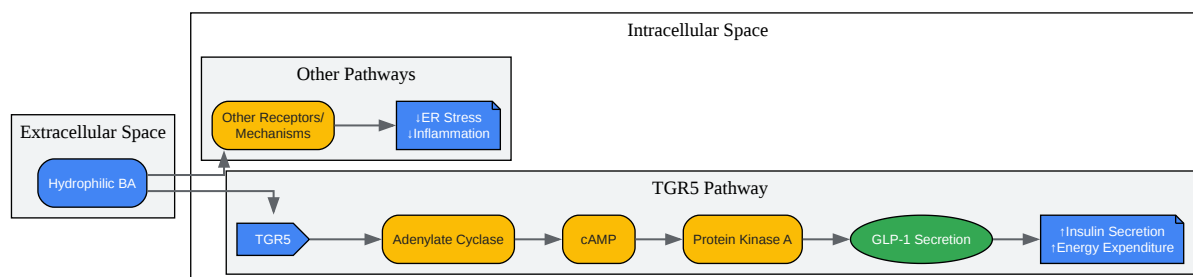 Intracellular Space
Other Pathways
Other Receptors/
Mechanisms
↓ER Stress
↓Inflammation
Extracellular Space
Hydrophilic BA
TGR5 Pathway
TGR5
Adenylate Cyclase
cAMP
Protein Kinase A
GLP-1 Secretion
↑Insulin Secretion
↑Energy Expenditure